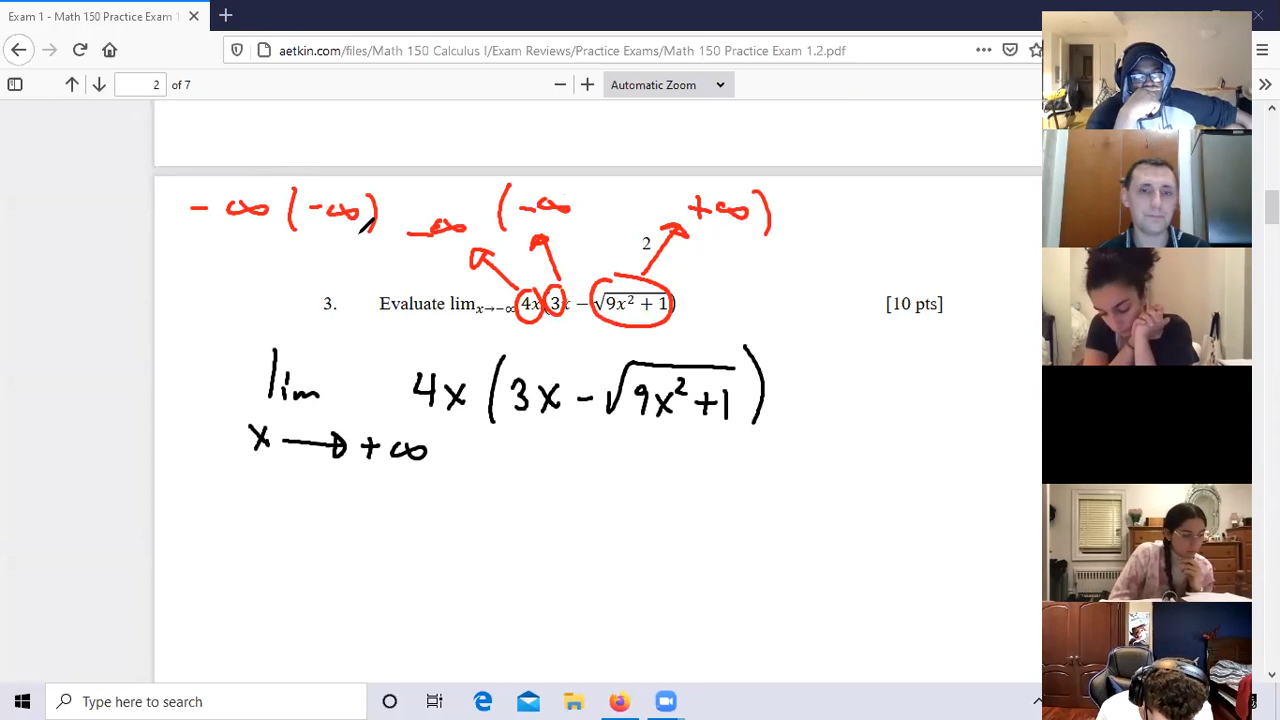 Exam 1 - Math 150 Practice Exam 1
aetkin.com/files/Math 150 Calculus I/Exam Reviews/Practice Exams/Math 150 Practice Exam 1.2.pdf
2 of 7
Automatic Zoom
- ∞ (-∞) -∞ (-∞ +∞)
2
3. Evaluate lim x→-∞ 4x(3x − √9x² + 1) [10 pts]
lim 4x (3x - √9x² +1)
x → + ∞
Type here to search